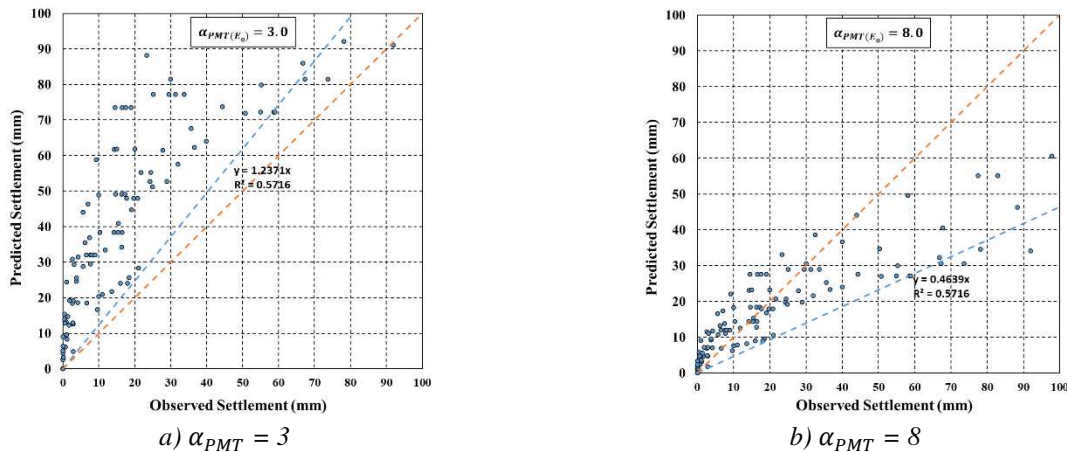 α_PMT(E_0) = 3.0
100
90
80
70
60
50
40
30
20
10
0
Predicted Settlement (mm)
y = 1.2371x
R² = 0.5716
0 10 20 30 40 50 60 70 80 90 100
Observed Settlement (mm)
a) α_PMT = 3
α_PMT(E_0) = 8.0
100
90
80
70
60
50
40
30
20
10
0
Predicted Settlement (mm)
y = 0.4639x
R² = 0.5716
0 10 20 30 40 50 60 70 80 90 100
Observed Settlement (mm)
b) α_PMT = 8